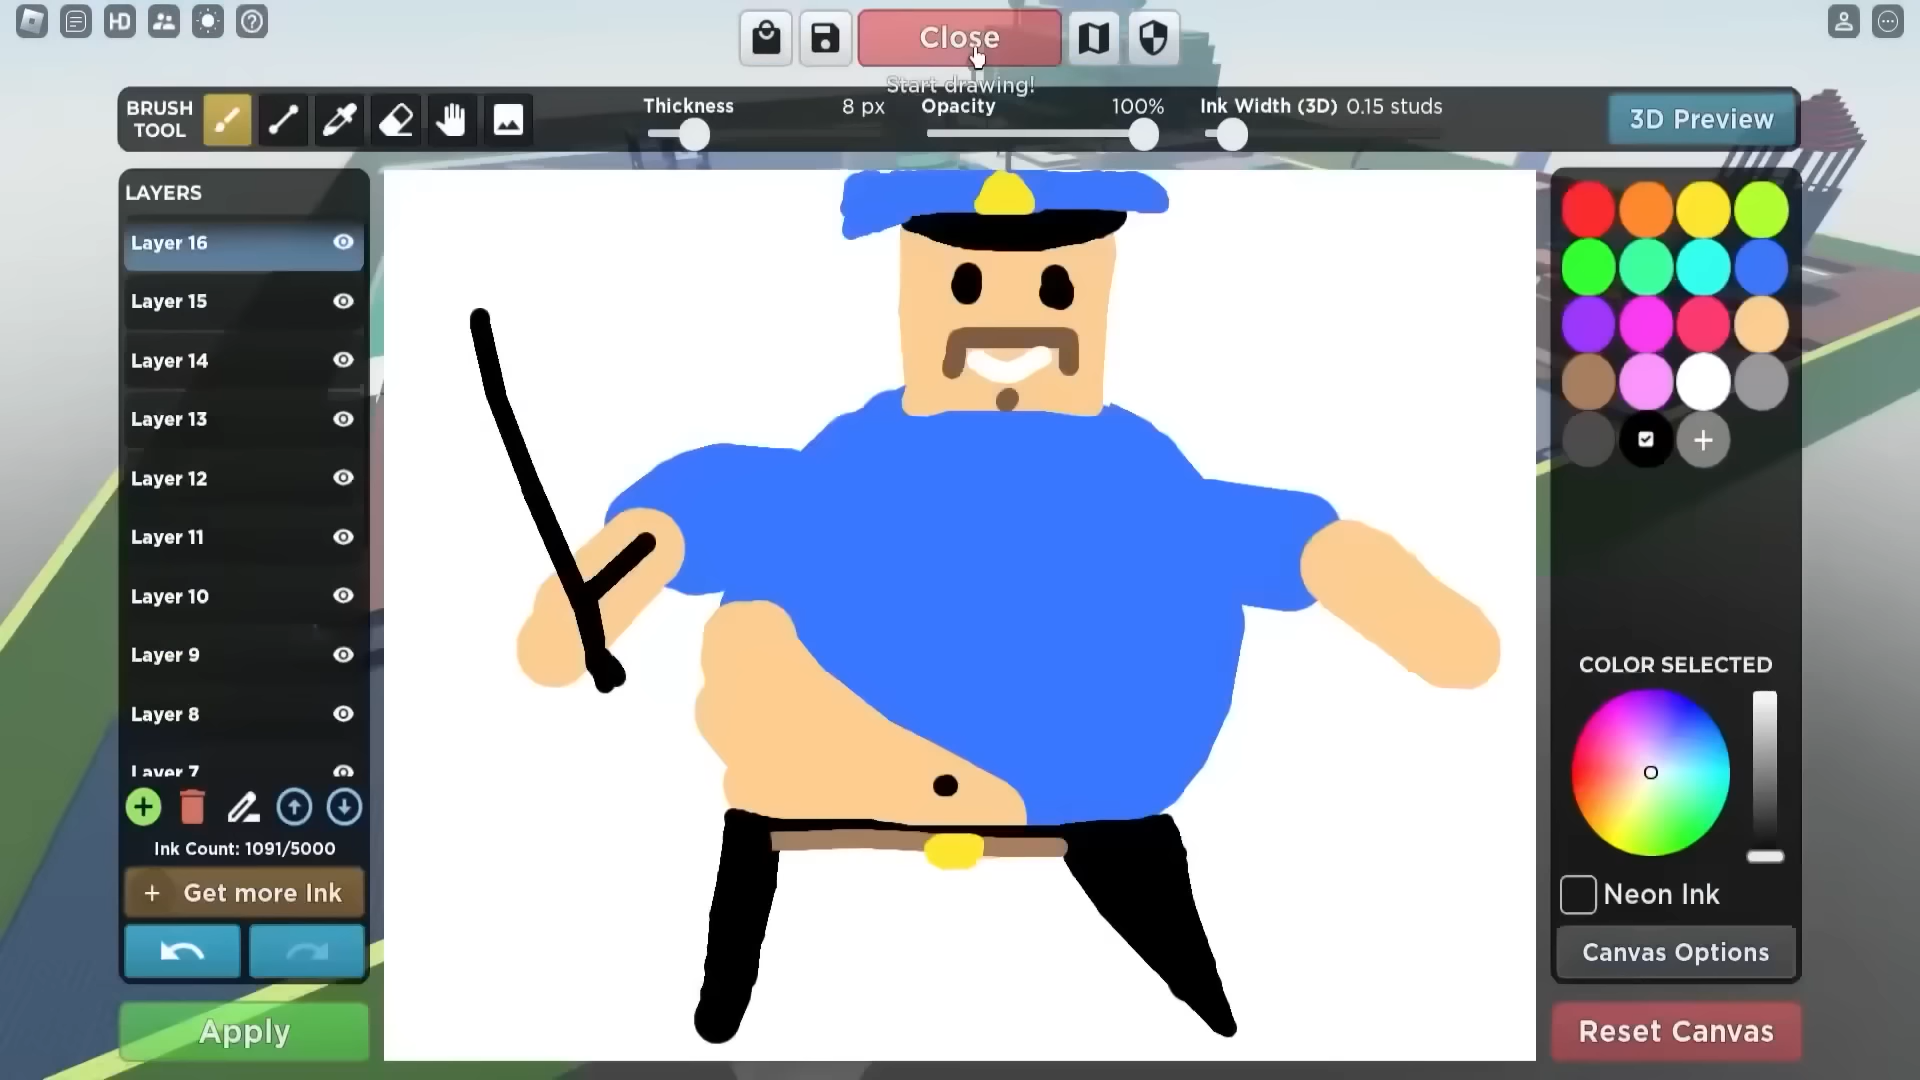 HD
Close
Start drawing!
BRUSH
TOOL
Thickness
8 px
Opacity
100%
Ink Width (3D)
0.15 studs
3D Preview
LAYERS
Layer 16
Layer 15
Layer 14
Layer 13
Layer 12
Layer 11
Layer 10
Layer 9
Layer 8
Layer 7
Ink Count: 1091/5000
+ Get more Ink
Apply
COLOR SELECTED
Neon Ink
Canvas Options
Reset Canvas